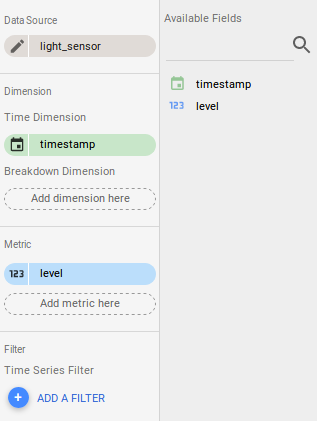 Data Source
light_sensor
Dimension
Time Dimension
timestamp
Breakdown Dimension
Add dimension here
Metric
123 level
Add metric here
Filter
Time Series Filter
+ ADD A FILTER
Available Fields
timestamp
123 level